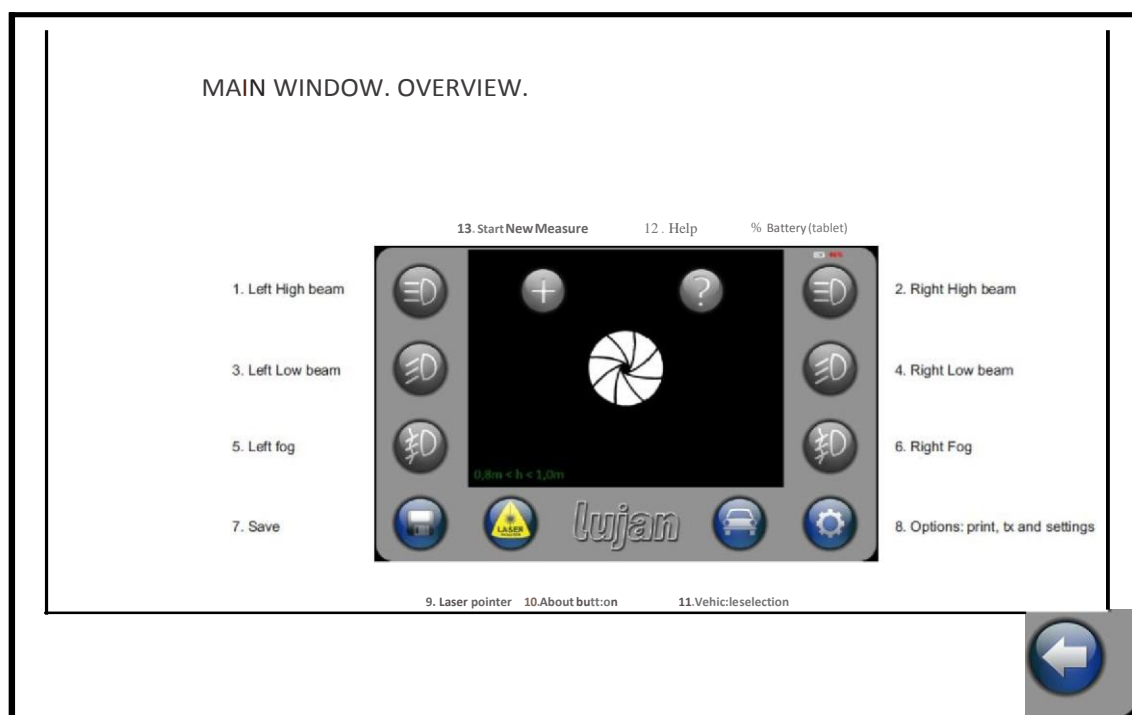 MAIN WINDOW. OVERVIEW.
13. Start New Measure
12 . Help
% Battery (tablet)
1. Left High beam
2. Right High beam
3. Left Low beam
4. Right Low beam
5. Left fog
6. Right Fog
0,8m < h < 1,0m
7. Save
LASER
lujan
8. Options: print, tx and settings
9. Laser pointer
10.About butt:on
11.Vehic:leselection